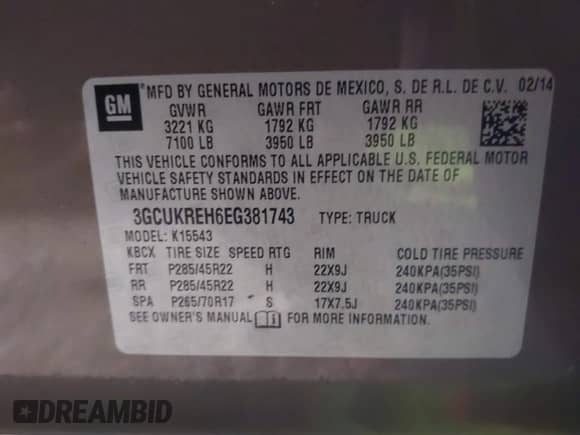 GM
MFD BY GENERAL MOTORS DE MEXICO, S. DE R.L. DE C.V. 02/14
GVWR GAWR FRT GAWR RR
3221 KG 1792 KG 1792 KG
7100 LB 3950 LB 3950 LB
THIS VEHICLE CONFORMS TO ALL APPLICABLE U.S. FEDERAL MOTOR
VEHICLE SAFETY STANDARDS IN EFFECT ON THE DATE OF
MANUFACTURE SHOWN ABOVE.
3GCUKREH6EG381743 TYPE: TRUCK
MODEL: K15543
KBCX TIRE SIZE SPEED RTG RIM COLD TIRE PRESSURE
FRT P285/45R22 H 22X9J 240KPA(35PSI)
RR P285/45R22 H 22X9J 240KPA(35PSI)
SPA P265/70R17 S 17X7.5J 240KPA(35PSI)
SEE OWNER'S MANUAL FOR MORE INFORMATION.
DREAMBID